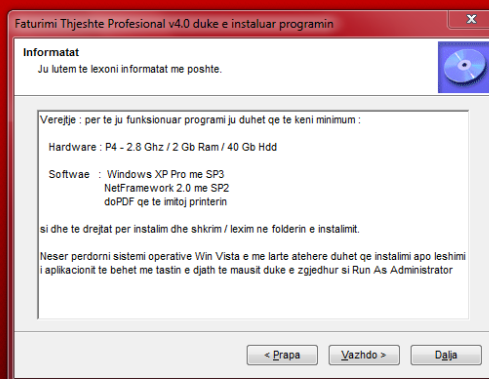 Faturimi Thjeshte Profesional v4.0 duke e instaluar programin
Informatat
Ju lutem te lexoni informatat me poshte.
Verejtje : per te ju funksionuar programi ju duhet qe te keni minimum :
Hardware : P4 - 2.8 Ghz / 2 Gb Ram / 40 Gb Hdd
Softwae : Windows XP Pro me SP3
NetFramework 2.0 me SP2
doPDF qe te imitoj printerin
si dhe te drejtat per instalim dhe shkrim / lexim ne folderin e instalimit.
Neser perdorni sistemi operative Win Vista e me larte atehere duhet qe instalimi apo leshimi
i aplikacionit te behet me tastin e djath te mausit duke e zgjedhur si Run As Administrator
< Prapa
Vazhdo >
Dalja